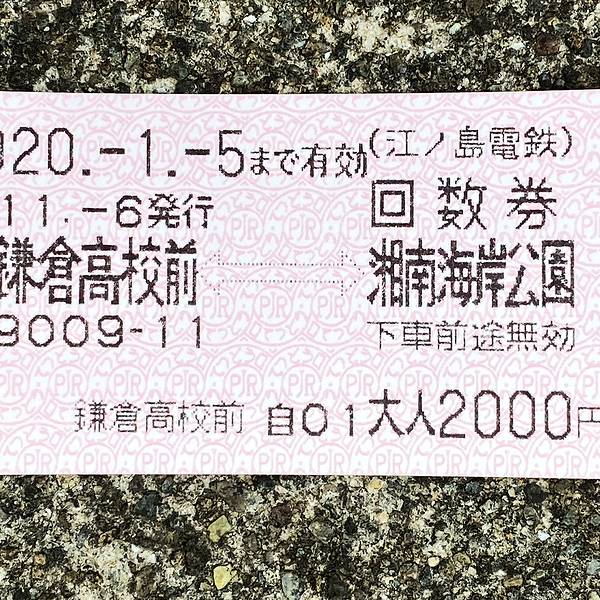 020.-1.-5まで有効 (江ノ島電鉄)
11.-6発行 回数券
鎌倉高校前 ⇔ 湘南海岸公園
9009-11 下車前途無効
鎌倉高校前 自01 大人2000円